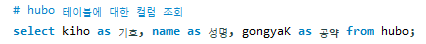 # hubo 테이블에 대한 컬럼 조회
select kiho as 기호, name as 성명, gongyaK as 공약 from hubo;